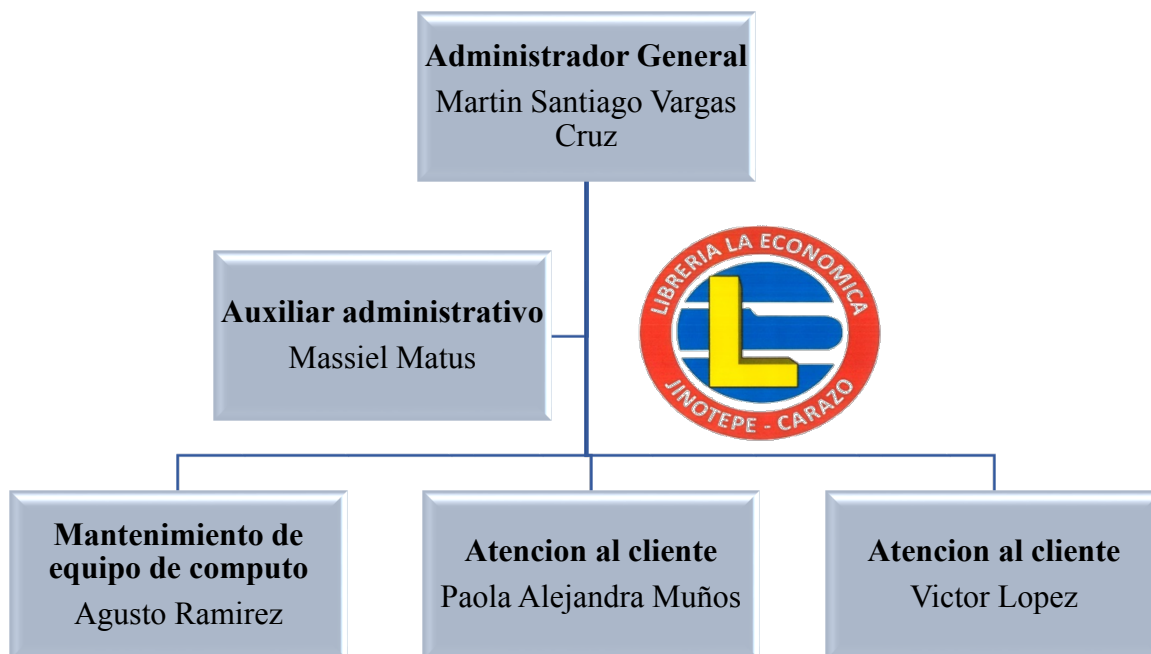 Administrador General
Martin Santiago Vargas
Cruz
Auxiliar administrativo
Massiel Matus
LIBRERIA LA ECONOMICA
JINOTEPE - CARAZO
L
Mantenimiento de
equipo de computo
Agusto Ramirez
Atencion al cliente
Paola Alejandra Muños
Atencion al cliente
Victor Lopez